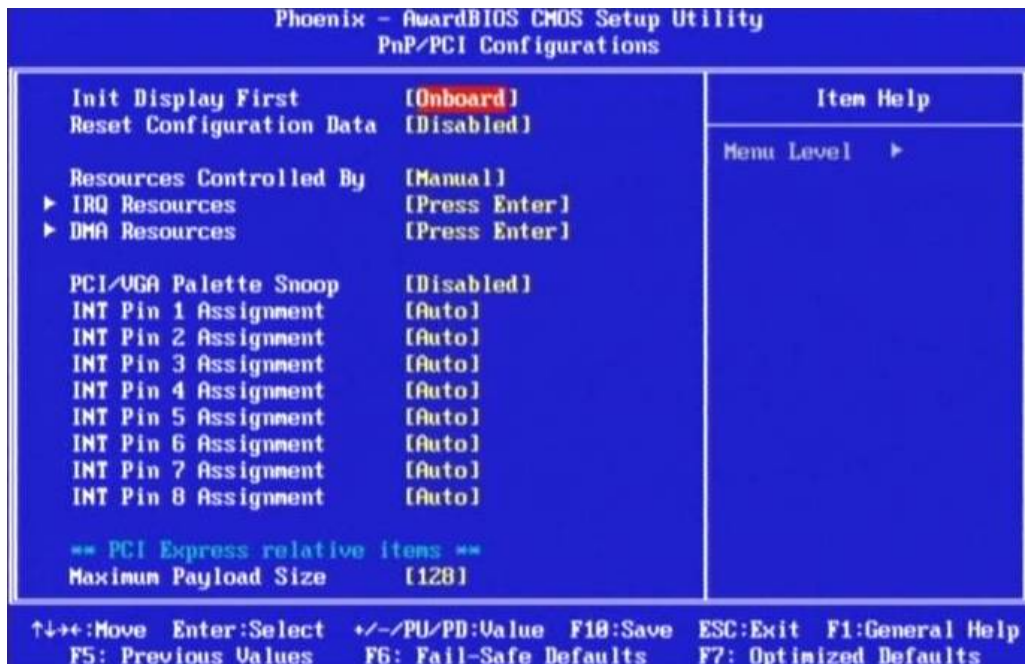 Phoenix - AwardBIOS CMOS Setup Utility
PnP/PCI Configurations
Init Display First [Onboard]
Reset Configuration Data [Disabled]
Resources Controlled By [Manual]
► IRQ Resources [Press Enter]
► DMA Resources [Press Enter]
PCI/VGA Palette Snoop [Disabled]
INT Pin 1 Assignment [Auto]
INT Pin 2 Assignment [Auto]
INT Pin 3 Assignment [Auto]
INT Pin 4 Assignment [Auto]
INT Pin 5 Assignment [Auto]
INT Pin 6 Assignment [Auto]
INT Pin 7 Assignment [Auto]
INT Pin 8 Assignment [Auto]
** PCI Express relative items **
Maximum Payload Size [128]
Item Help
Menu Level ►
↑↓→←:Move Enter:Select +/-/PU/PD:Value F10:Save ESC:Exit F1:General Help
F5: Previous Values F6: Fail-Safe Defaults F7: Optimized Defaults